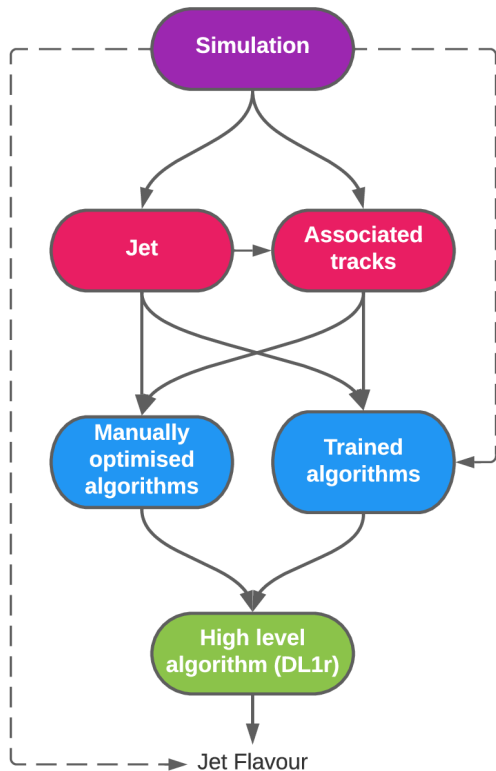 Simulation
Jet
Associated
tracks
Manually
optimised
algorithms
Trained
algorithms
High level
algorithm (DL1r)
Jet Flavour